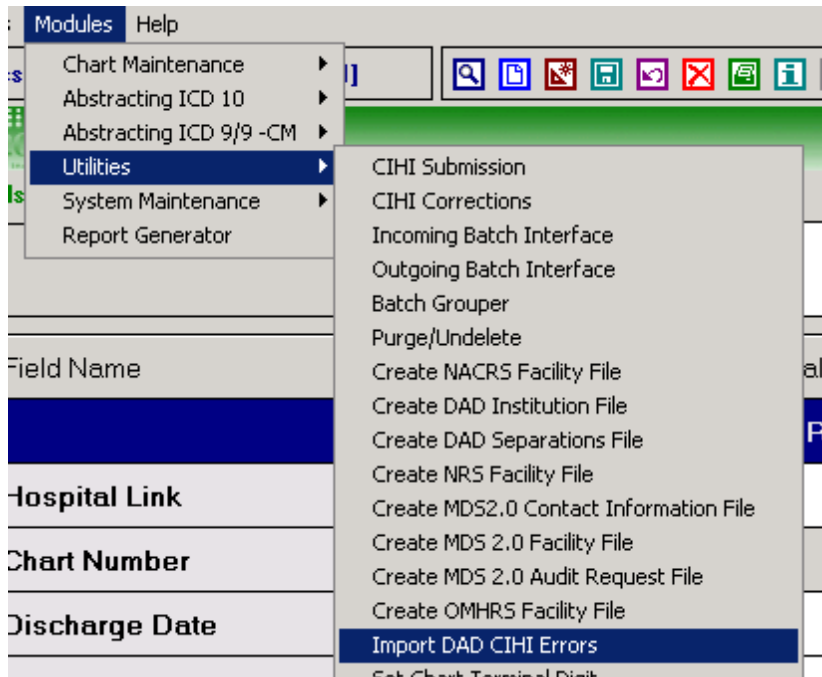 Modules Help
Chart Maintenance
Abstracting ICD 10
Abstracting ICD 9/9 -CM
Utilities
System Maintenance
Report Generator
CIHI Submission
CIHI Corrections
Incoming Batch Interface
Outgoing Batch Interface
Batch Grouper
Purge/Undelete
Create NACRS Facility File
Create DAD Institution File
Create DAD Separations File
Create NRS Facility File
Create MDS2.0 Contact Information File
Create MDS 2.0 Facility File
Create MDS 2.0 Audit Request File
Create OMHRS Facility File
Import DAD CIHI Errors
Set Chart Terminal Digit
Field Name
Hospital Link
Chart Number
Discharge Date